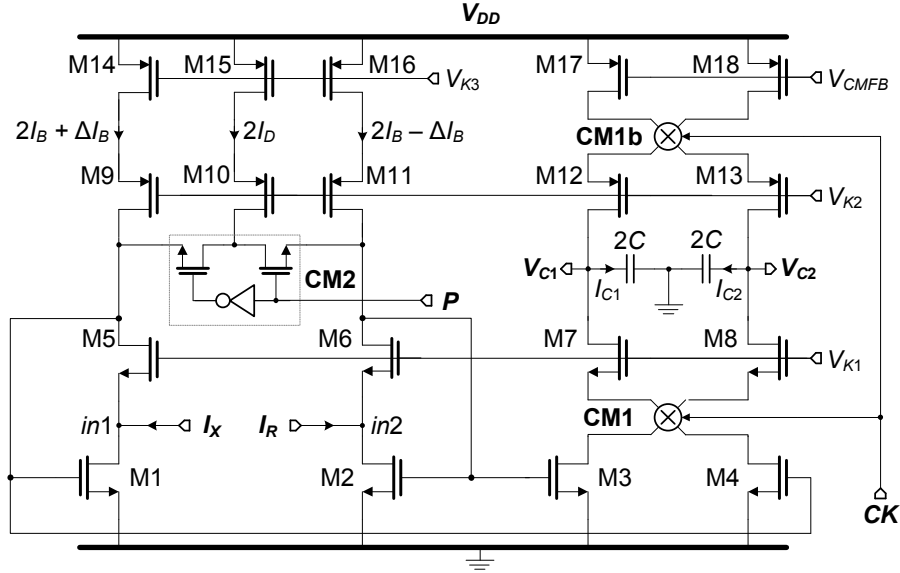 V_DD
M14 M15 M16 M17 M18
V_K3 V_CMFB
2I_B + ΔI_B 2I_D 2I_B − ΔI_B CM1b
M9 M10 M11 M12 M13
V_K2
2C 2C
CM2 V_C1 V_C2
I_C1 I_C2
P
M5 M6 M7 M8
V_K1
in1 I_X I_R in2 CM1
M1 M2 M3 M4
CK